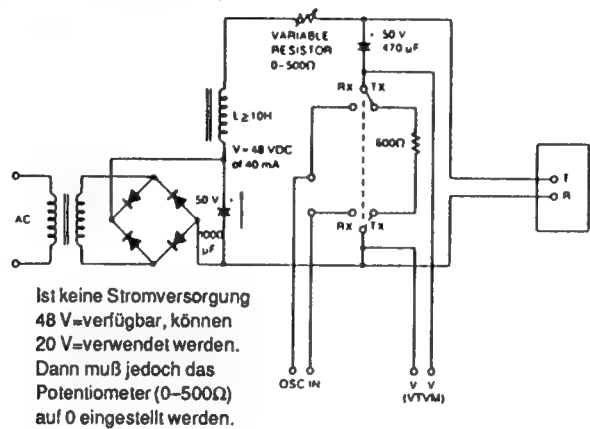 VARIABLE
RESISTOR
0–500Ω
50 V
470 µF
RX TX
L≥10H
V = 48 VDC
of 40 mA
600Ω
AC
50 V
1000
µF
RX TX
T
R
Ist keine Stromversorgung
48 V=verfügbar, können
20 V=verwendet werden.
Dann muß jedoch das
Potentiometer (0–500Ω)
auf 0 eingestellt werden.
OSC IN
V V
(VTVM)